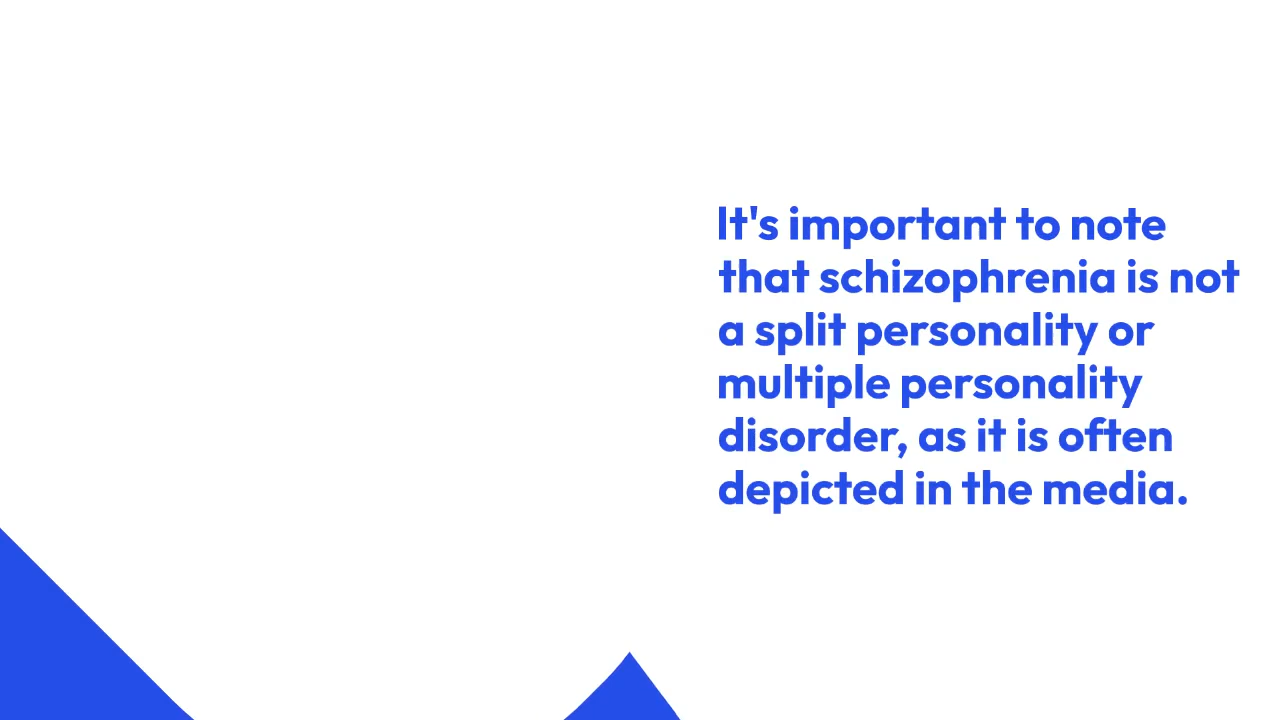 It's important to note
that schizophrenia is not
a split personality or
multiple personality
disorder, as it is often
depicted in the media.